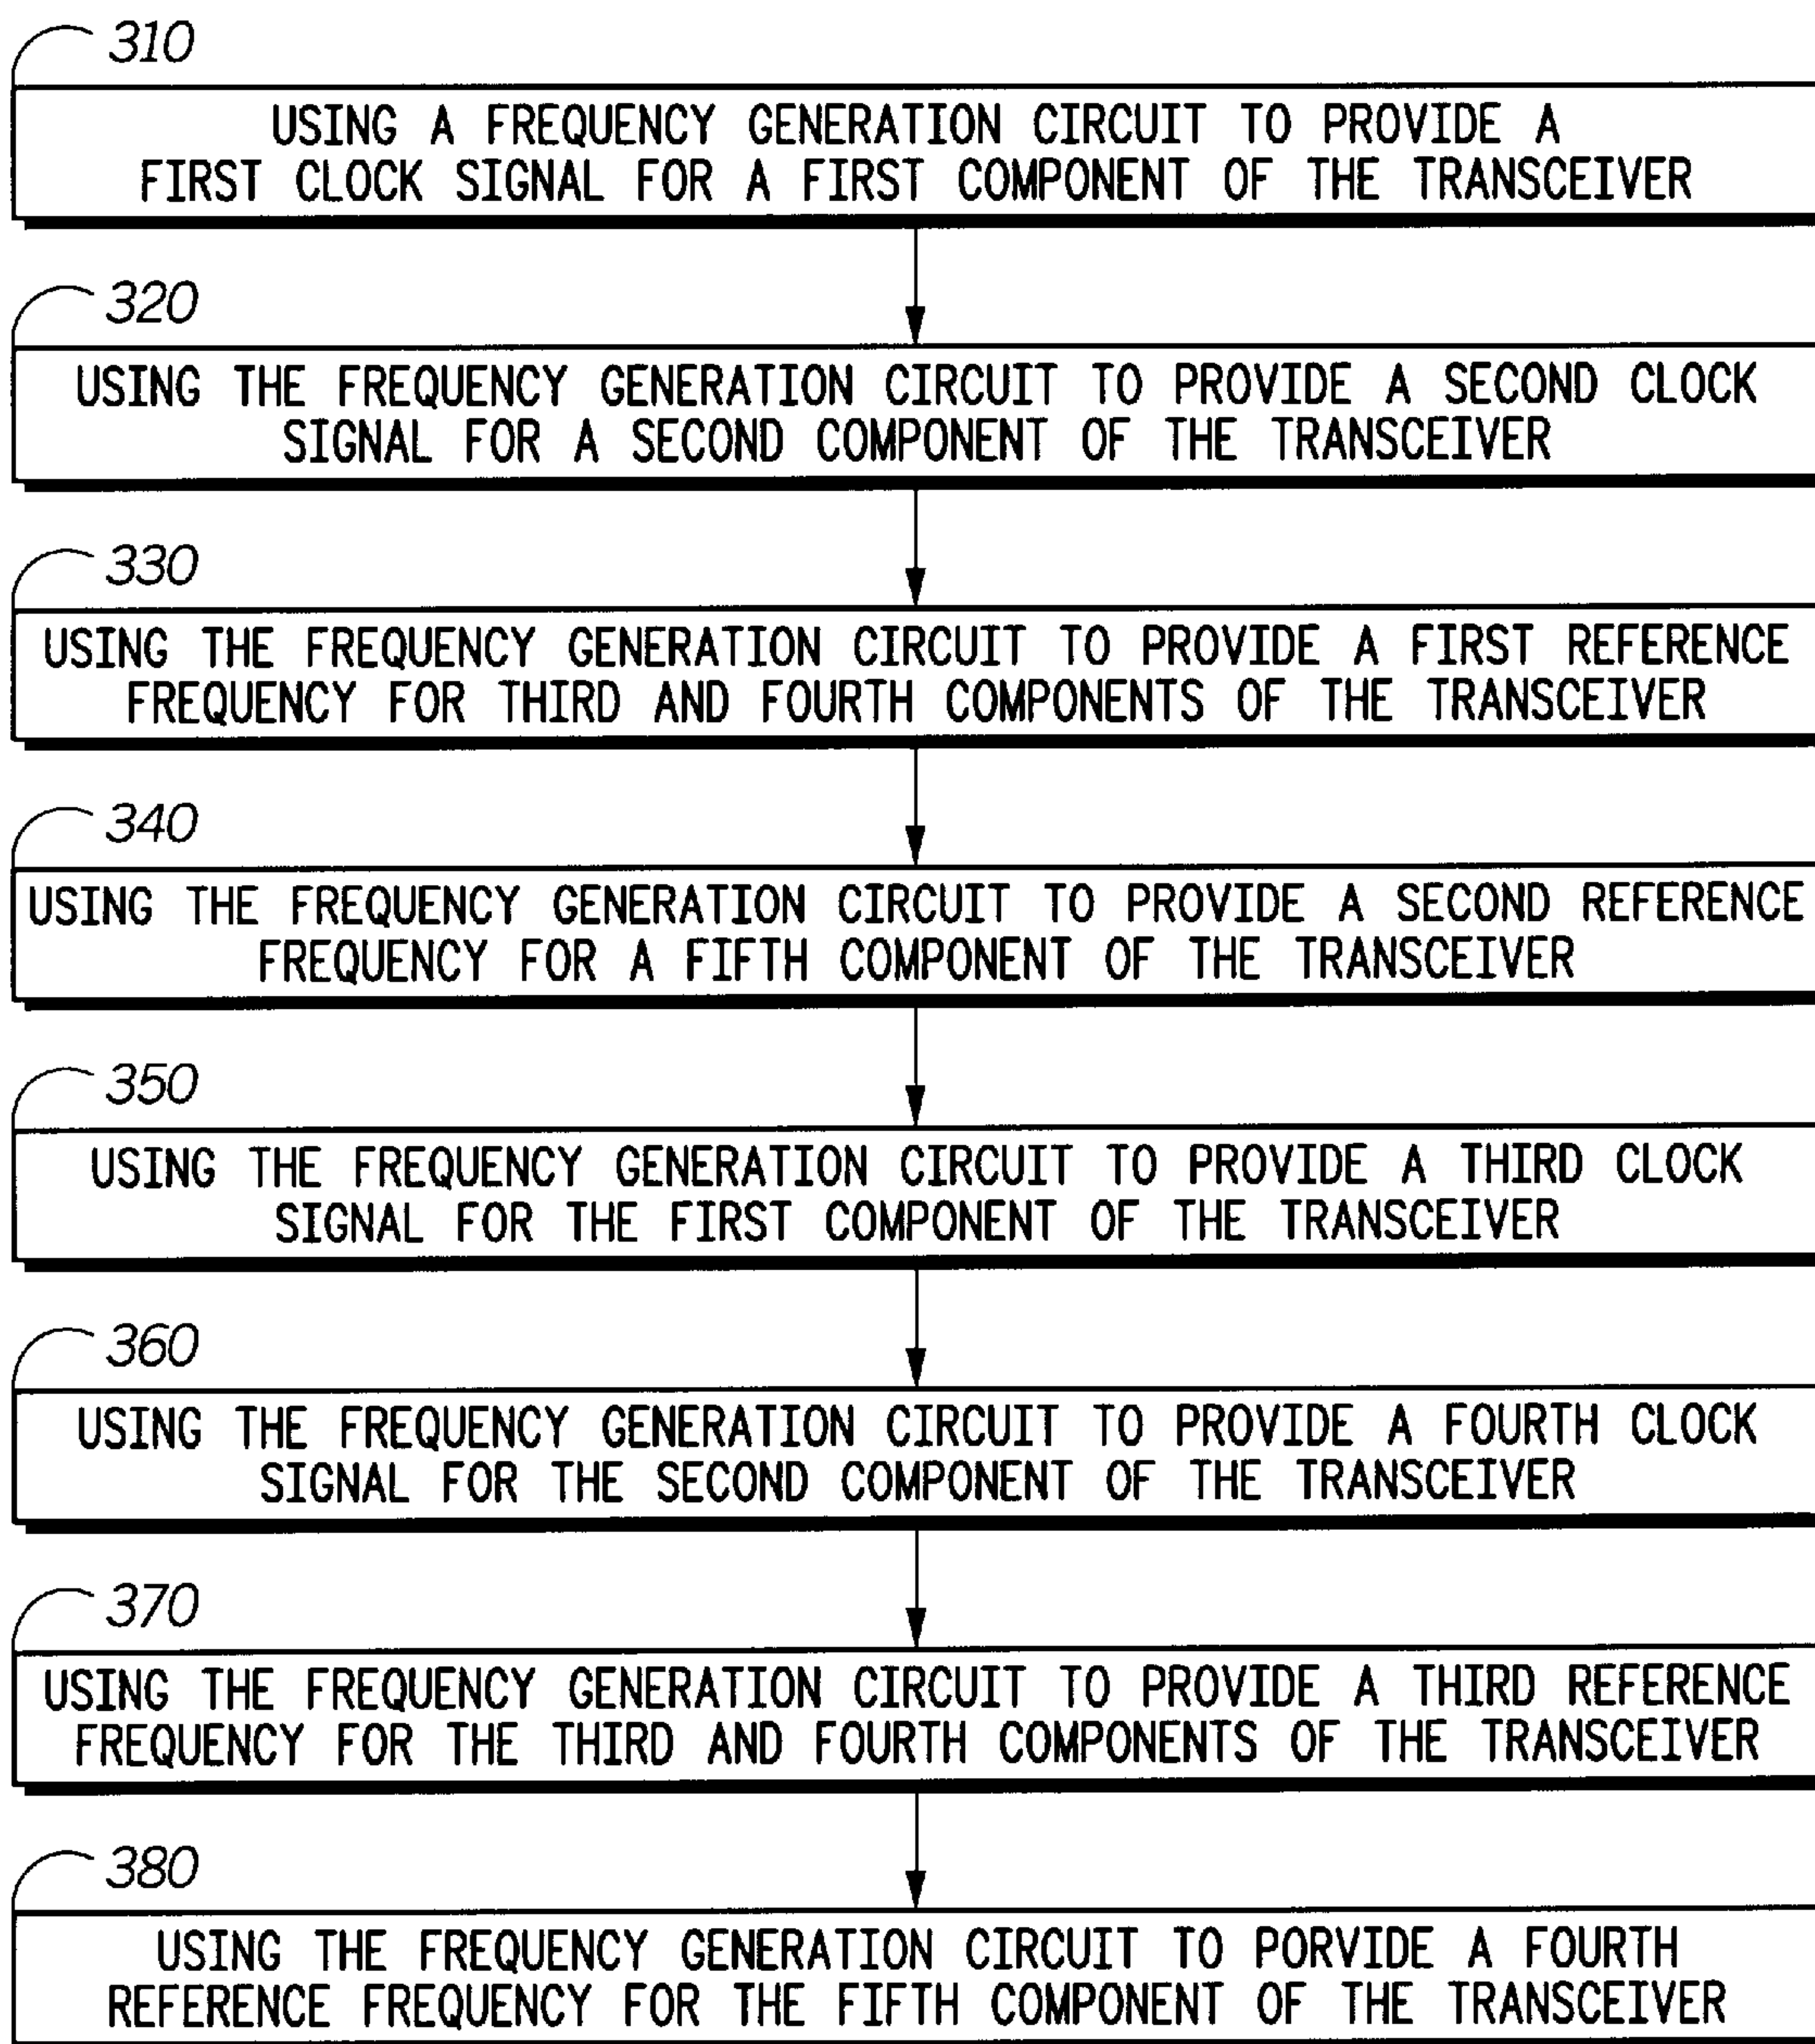 310
USING A FREQUENCY GENERATION CIRCUIT TO PROVIDE A
FIRST CLOCK SIGNAL FOR A FIRST COMPONENT OF THE TRANSCEIVER
320
USING THE FREQUENCY GENERATION CIRCUIT TO PROVIDE A SECOND CLOCK
SIGNAL FOR A SECOND COMPONENT OF THE TRANSCEIVER
330
USING THE FREQUENCY GENERATION CIRCUIT TO PROVIDE A FIRST REFERENCE
FREQUENCY FOR THIRD AND FOURTH COMPONENTS OF THE TRANSCEIVER
340
USING THE FREQUENCY GENERATION CIRCUIT TO PROVIDE A SECOND REFERENCE
FREQUENCY FOR A FIFTH COMPONENT OF THE TRANSCEIVER
350
USING THE FREQUENCY GENERATION CIRCUIT TO PROVIDE A THIRD CLOCK
SIGNAL FOR THE FIRST COMPONENT OF THE TRANSCEIVER
360
USING THE FREQUENCY GENERATION CIRCUIT TO PROVIDE A FOURTH CLOCK
SIGNAL FOR THE SECOND COMPONENT OF THE TRANSCEIVER
370
USING THE FREQUENCY GENERATION CIRCUIT TO PROVIDE A THIRD REFERENCE
FREQUENCY FOR THE THIRD AND FOURTH COMPONENTS OF THE TRANSCEIVER
380
USING THE FREQUENCY GENERATION CIRCUIT TO PORVIDE A FOURTH
REFERENCE FREQUENCY FOR THE FIFTH COMPONENT OF THE TRANSCEIVER